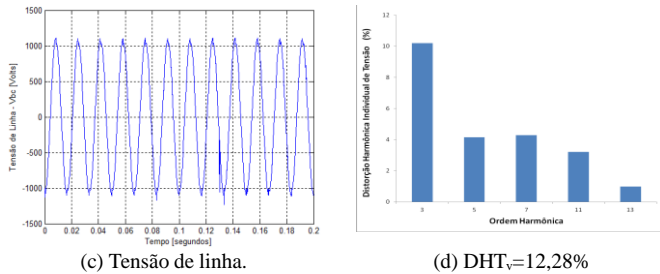 Tensão de Linha - Vbc [Volts]
1500
1000
500
0
-500
-1000
-1500
0 0.02 0.04 0.06 0.08 0.1 0.12 0.14 0.16 0.18 0.2
Tempo [segundos]
(c) Tensão de linha.
Distorção Harmônica Individual de Tensão (%)
12
10
8
6
4
2
0
3 5 7 11 13
Ordem Harmônica
(d) DHTᵥ=12,28%